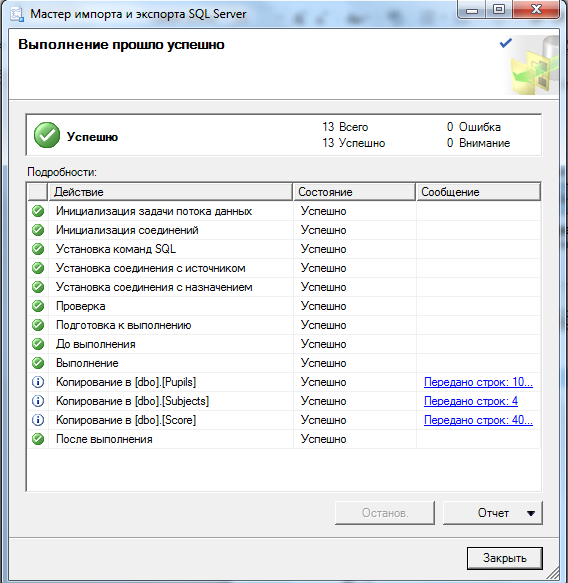 Мастер импорта и экспорта SQL Server
Выполнение прошло успешно
Успешно
13 Всего 0 Ошибка
13 Успешно 0 Внимание
Подробности:
Действие Состояние Сообщение
Инициализация задачи потока данных Успешно
Инициализация соединений Успешно
Установка команд SQL Успешно
Установка соединения с источником Успешно
Установка соединения с назначением Успешно
Проверка Успешно
Подготовка к выполнению Успешно
До выполнения Успешно
Выполнение Успешно
Копирование в [dbo].[Pupils] Успешно Передано строк: 10...
Копирование в [dbo].[Subjects] Успешно Передано строк: 4
Копирование в [dbo].[Score] Успешно Передано строк: 40...
После выполнения Успешно
Останов. Отчет
Закрыть